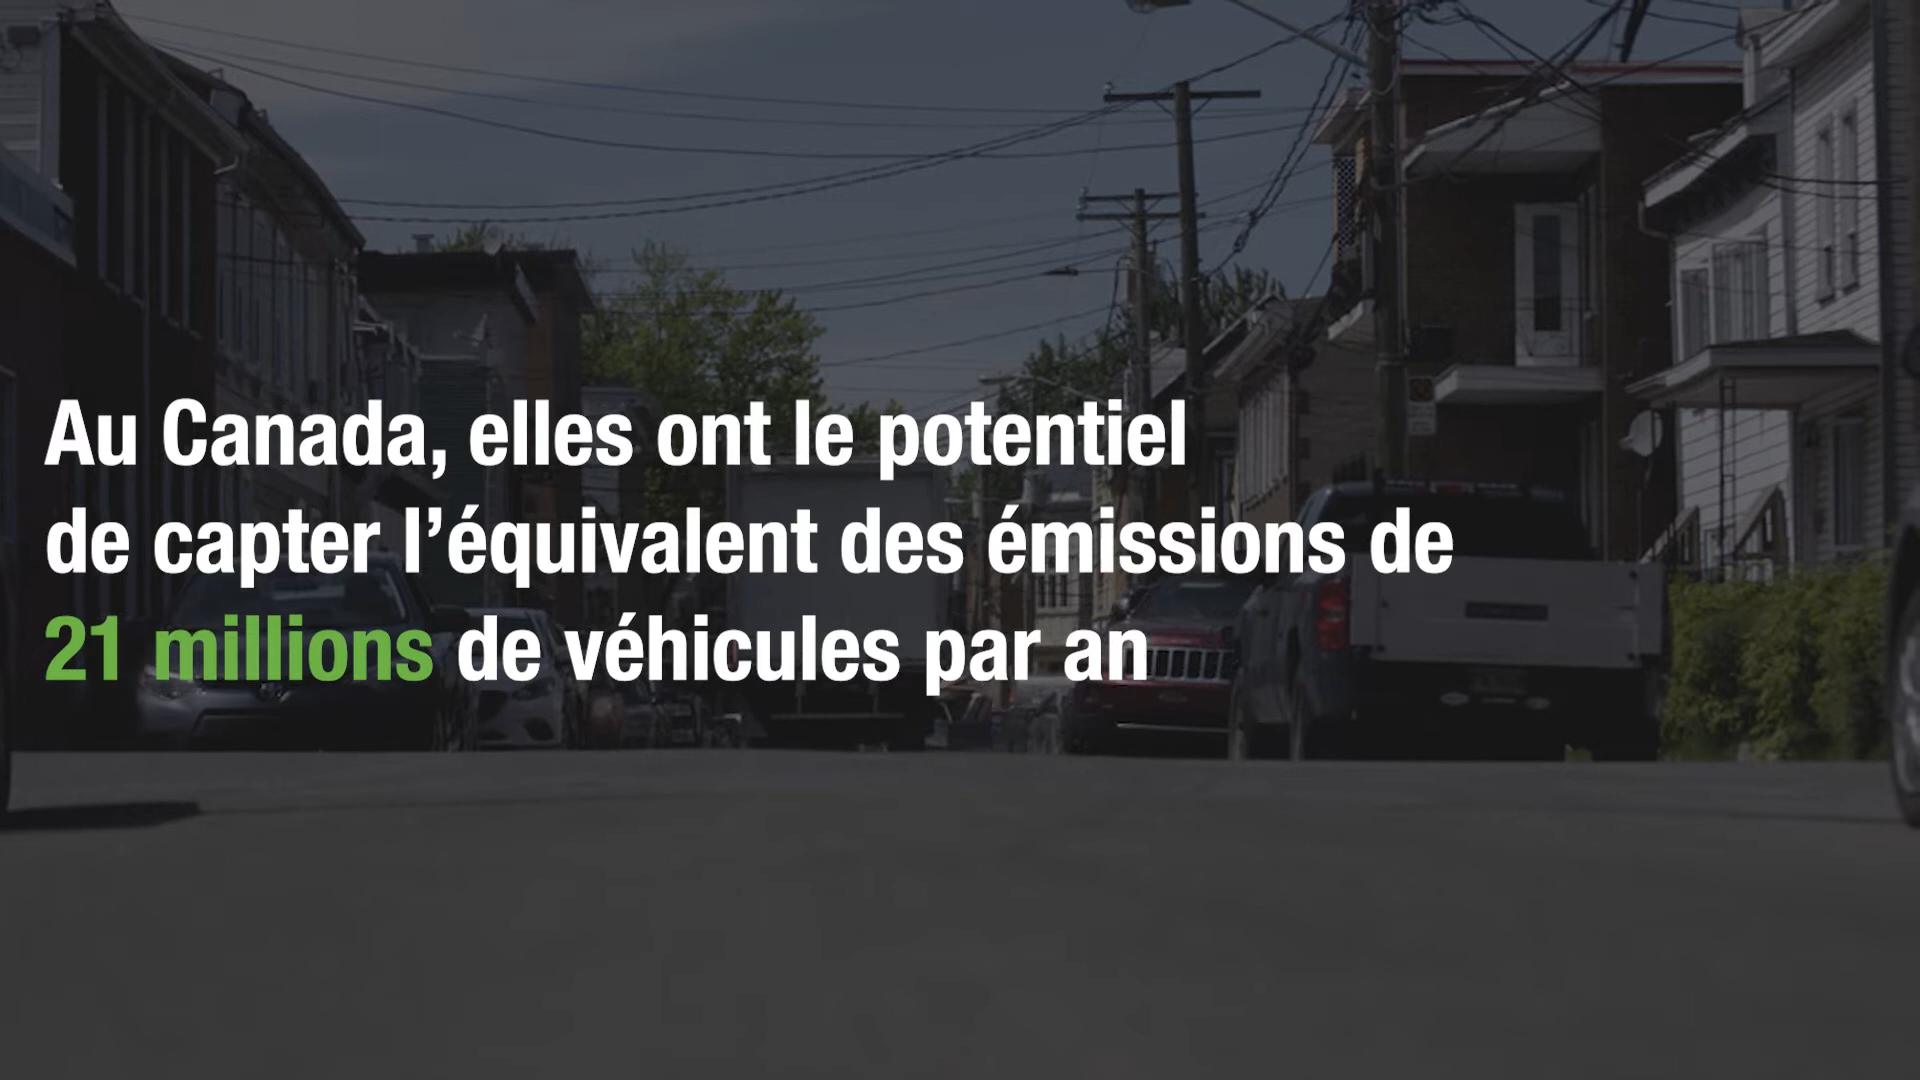 Au Canada, elles ont le potentiel
de capter l’équivalent des émissions de
21 millions de véhicules par an